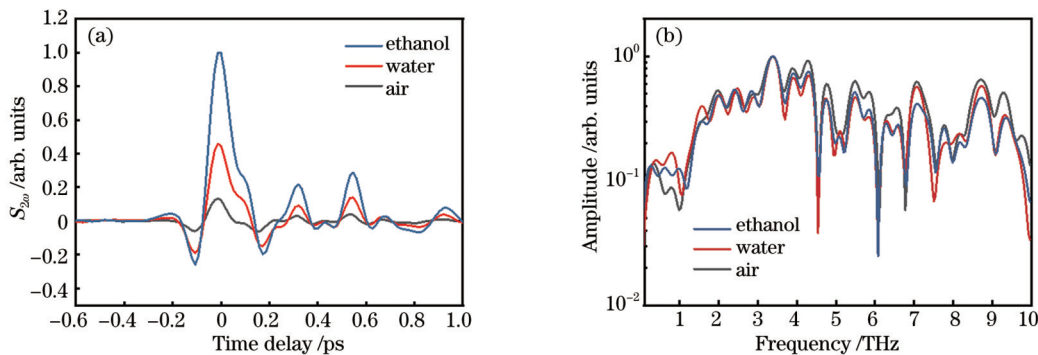 (a)
ethanol
water
air
S2ω /arb. units
1.2
1.0
0.8
0.6
0.4
0.2
0
−0.2
−0.4
−0.6 −0.4 −0.2 0 0.2 0.4 0.6 0.8 1.0
Time delay /ps
(b)
Amplitude /arb. units
10⁰
10⁻¹
10⁻²
ethanol
water
air
1 2 3 4 5 6 7 8 9 10
Frequency /THz